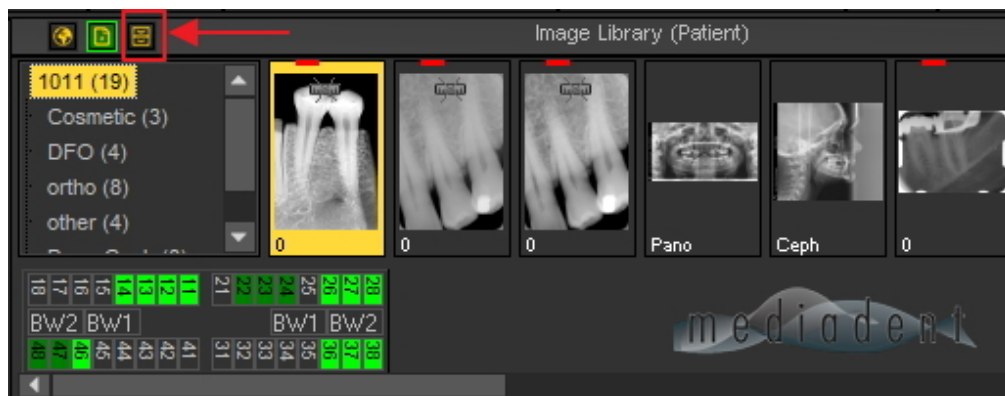 Image Library (Patient)
1011 (19)
Cosmetic (3)
DFO (4)
ortho (8)
other (4)
0
0
0
Pano
Ceph
0
18 17 16 15 14 13 12 11 21 22 23 24 25 26 27 28
BW2 BW1 BW1 BW2
48 47 46 45 44 43 42 41 31 32 33 34 35 36 37 38
mediadent